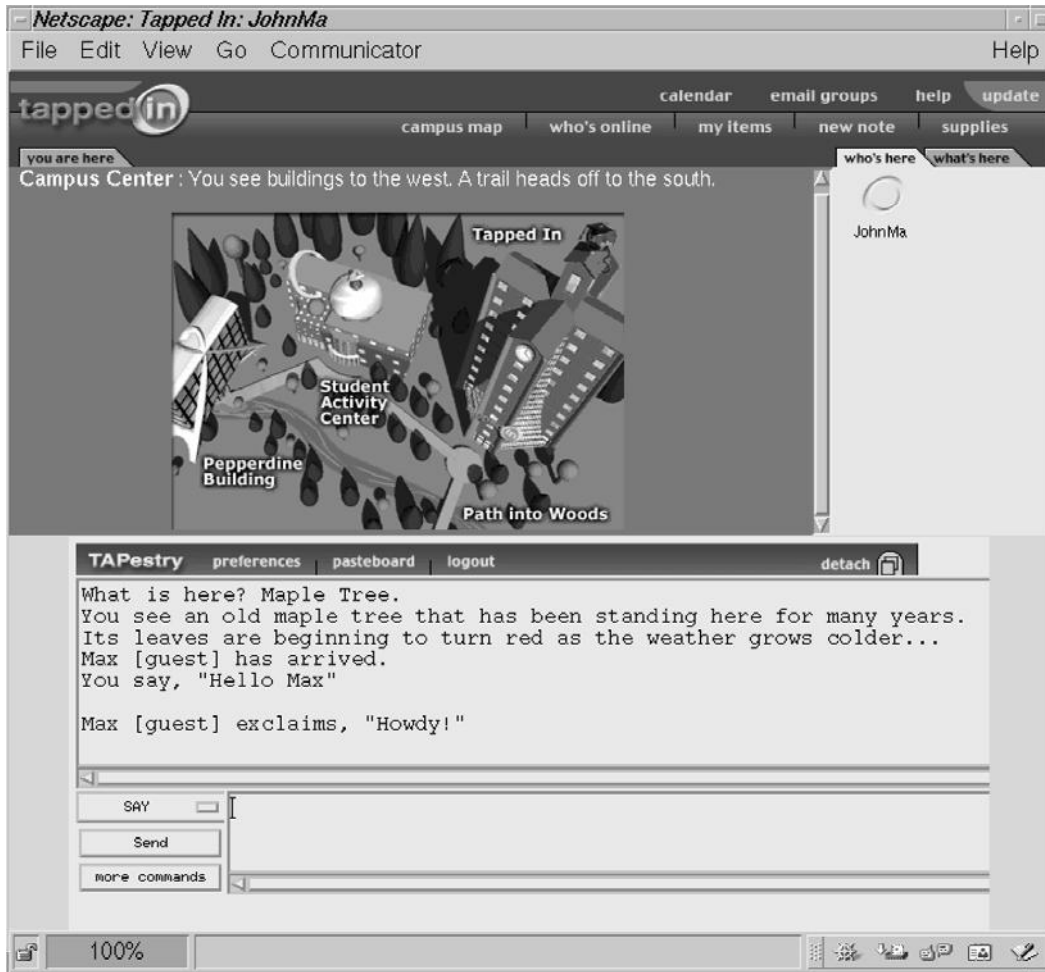 Netscape: Tapped In: JohnMa
File Edit View Go Communicator Help
tapped in
calendar email groups help update
campus map who's online my items new note supplies
you are here who's here what's here
Campus Center : You see buildings to the west. A trail heads off to the south.
JohnMa
Tapped In
Student
Activity
Center
Pepperdine
Building
Path into Woods
TAPestry preferences pasteboard logout detach
What is here? Maple Tree.
You see an old maple tree that has been standing here for many years.
Its leaves are beginning to turn red as the weather grows colder...
Max [guest] has arrived.
You say, "Hello Max"
Max [guest] exclaims, "Howdy!"
SAY
Send
more commands
100%